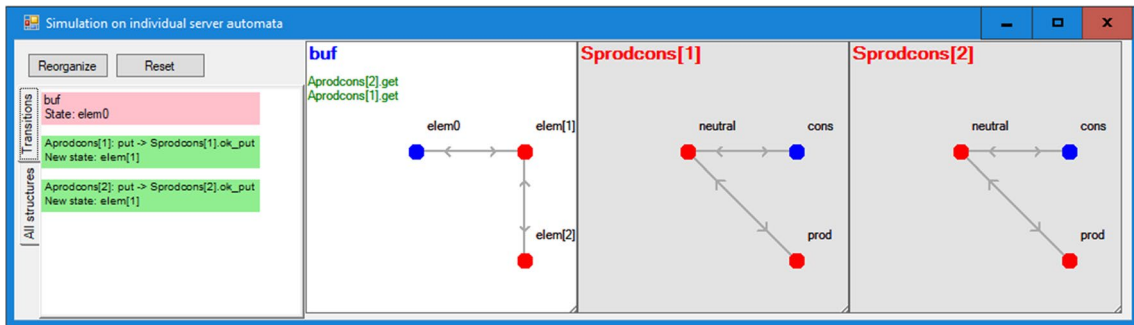 Simulation on individual server automata
Reorganize
Reset
Transitions
All structures
buf
State: elem0
Aprodcons[1]: put -> Sprodcons[1].ok_put
New state: elem[1]
Aprodcons[2]: put -> Sprodcons[2].ok_put
New state: elem[1]
buf
Aprodcons[2].get
Aprodcons[1].get
elem0
elem[1]
elem[2]
Sprodcons[1]
neutral
cons
prod
Sprodcons[2]
neutral
cons
prod